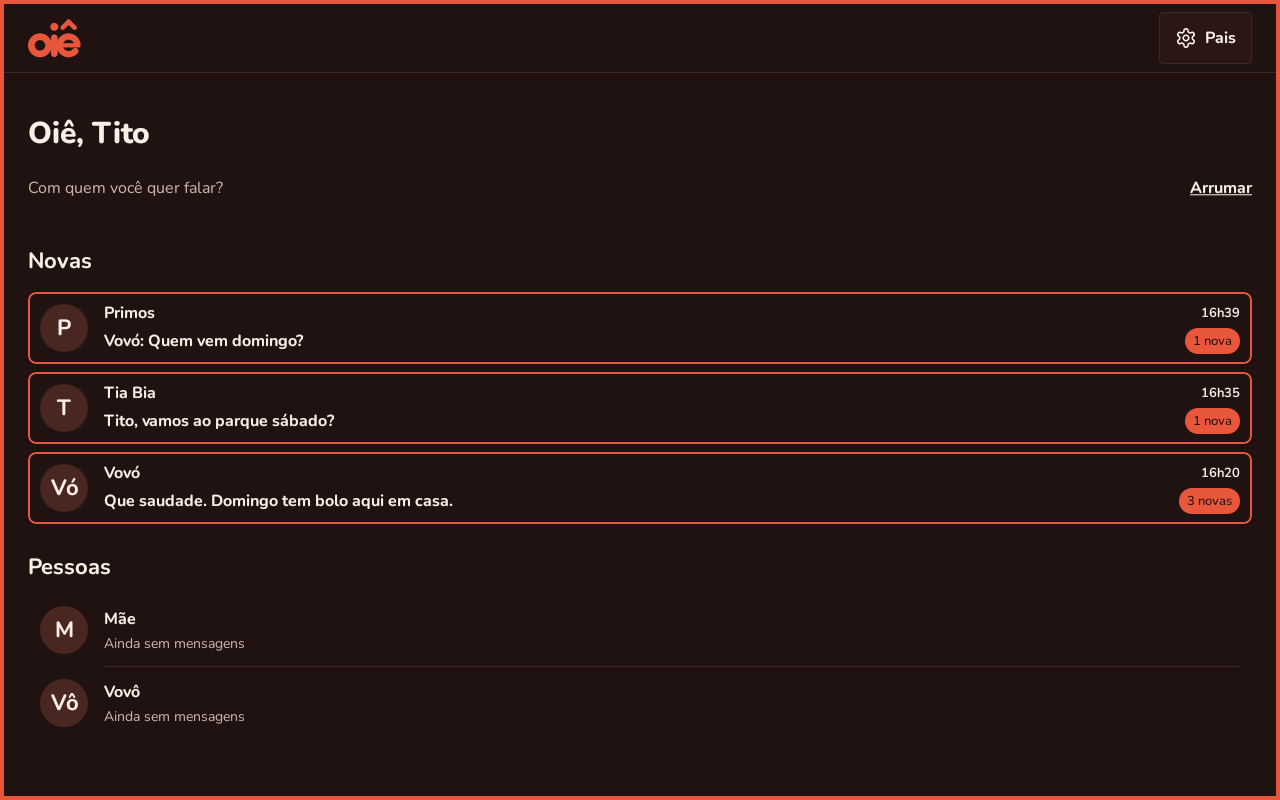 oiê
Pais
Oiê, Tito
Com quem você quer falar?
Arrumar
Novas
P
Primos
16h39
Vovó: Quem vem domingo?
1 nova
T
Tia Bia
16h35
Tito, vamos ao parque sábado?
1 nova
Vó
Vovó
16h20
Que saudade. Domingo tem bolo aqui em casa.
3 novas
Pessoas
M
Mãe
Ainda sem mensagens
Vô
Vovô
Ainda sem mensagens